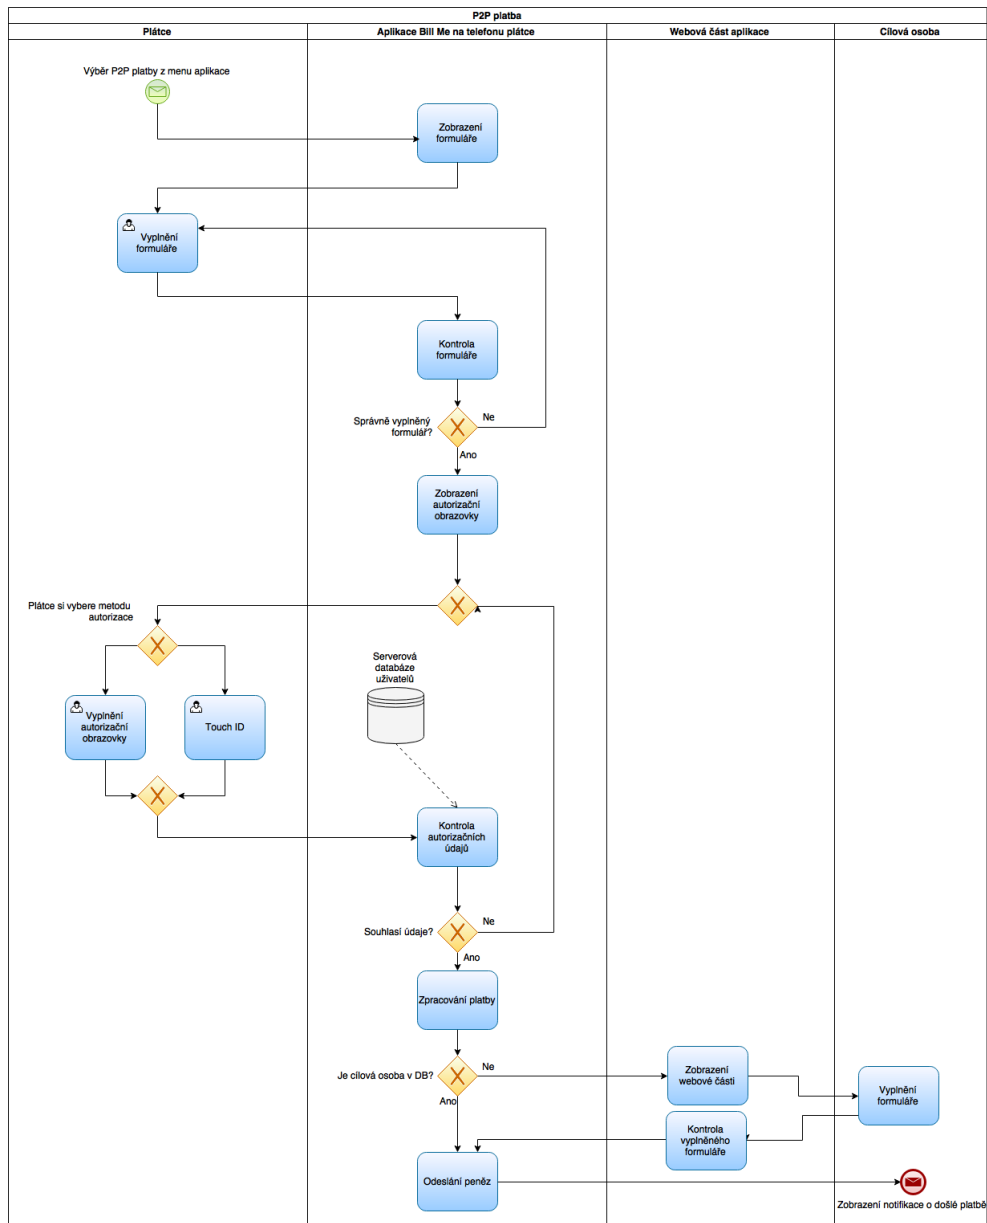 P2P platba
Plátce
Aplikace Bill Me na telefonu plátce
Webová část aplikace
Cílová osoba
Výběr P2P platby z menu aplikace
Zobrazení
formuláře
Vyplnění
formuláře
Kontrola
formuláře
Správně vyplněný
formulář?
Ne
Ano
Zobrazení
autorizační
obrazovky
Plátce si vybere metodu
autorizace
Serverová
databáze
uživatelů
Vyplnění
autorizační
obrazovky
Touch ID
Kontrola
autorizačních
údajů
Souhlasí údaje?
Ne
Ano
Zpracování platby
Je cílová osoba v DB?
Ne
Ano
Zobrazení
webové části
Vyplnění
formuláře
Kontrola
vyplněného
formuláře
Odeslání peněz
Zobrazení notifikace o došlé platbě